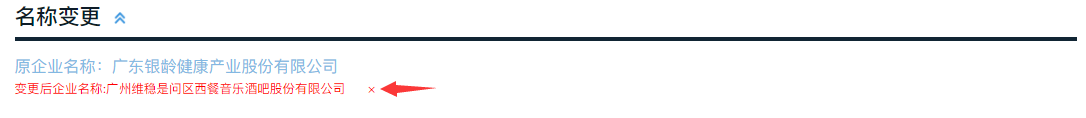 名称变更
原企业名称：广东银龄健康产业股份有限公司
变更后企业名称:广州维稳是问区西餐音乐酒吧股份有限公司 ×